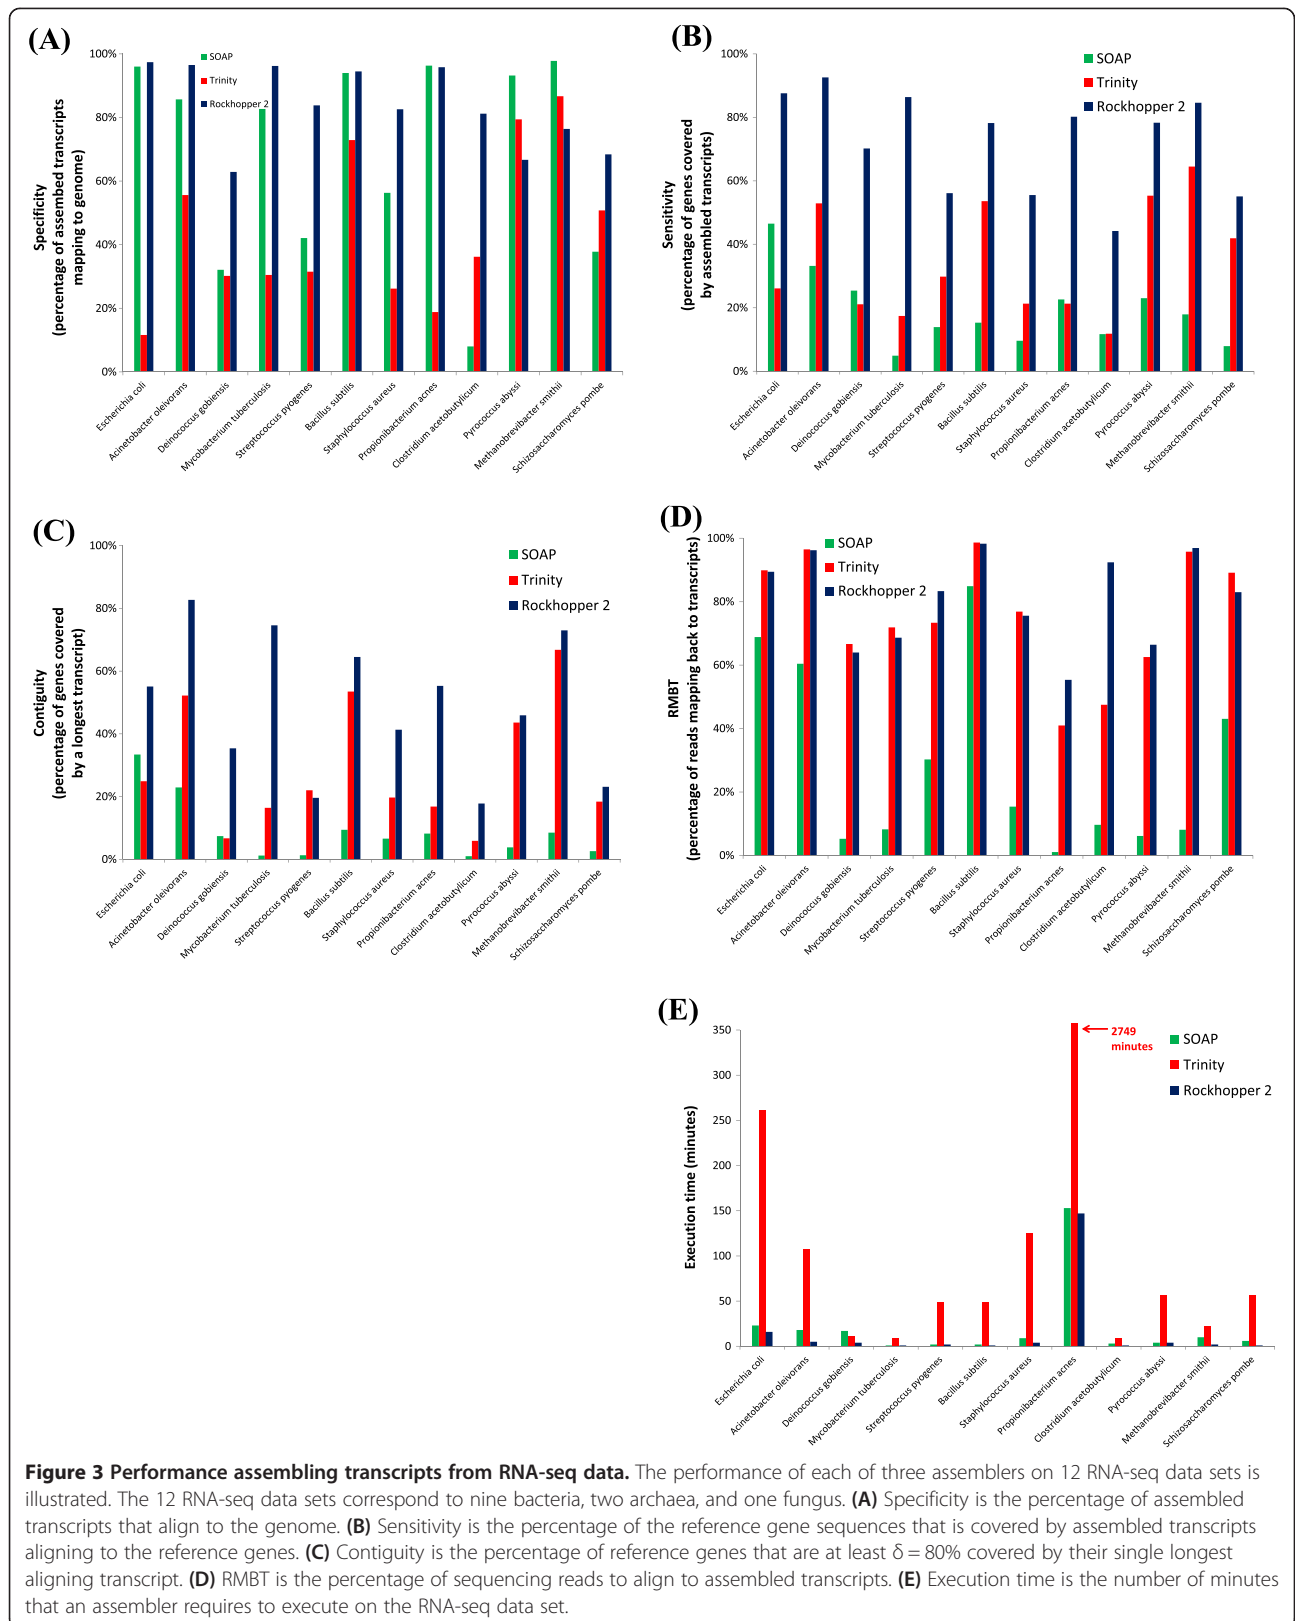 (A)
SOAP
Trinity
Rockhopper 2
Specificity
(percentage of assembed transcripts
mapping to genome)
100%
80%
60%
40%
20%
0%
Escherichia coli
Acinetobacter oleivorans
Deinococcus gobiensis
Mycobacterium tuberculosis
Streptococcus pyogenes
Bacillus subtilis
Staphylococcus aureus
Propionibacterium acnes
Clostridium acetobutylicum
Pyrococcus abyssi
Methanobrevibacter smithii
Schizosaccharomyces pombe
(B)
SOAP
Trinity
Rockhopper 2
Sensitivity
(percentage of genes covered
by assembled transcripts)
100%
80%
60%
40%
20%
0%
Escherichia coli
Acinetobacter oleivorans
Deinococcus gobiensis
Mycobacterium tuberculosis
Streptococcus pyogenes
Bacillus subtilis
Staphylococcus aureus
Propionibacterium acnes
Clostridium acetobutylicum
Pyrococcus abyssi
Methanobrevibacter smithii
Schizosaccharomyces pombe
(C)
SOAP
Trinity
Rockhopper 2
Contiguity
(percentage of genes covered
by a longest transcript)
100%
80%
60%
40%
20%
0%
Escherichia coli
Acinetobacter oleivorans
Deinococcus gobiensis
Mycobacterium tuberculosis
Streptococcus pyogenes
Bacillus subtilis
Staphylococcus aureus
Propionibacterium acnes
Clostridium acetobutylicum
Pyrococcus abyssi
Methanobrevibacter smithii
Schizosaccharomyces pombe
(D)
SOAP
Trinity
Rockhopper 2
RMBT
(percentage of reads mapping back to transcripts)
100%
80%
60%
40%
20%
0%
Escherichia coli
Acinetobacter oleivorans
Deinococcus gobiensis
Mycobacterium tuberculosis
Streptococcus pyogenes
Bacillus subtilis
Staphylococcus aureus
Propionibacterium acnes
Clostridium acetobutylicum
Pyrococcus abyssi
Methanobrevibacter smithii
Schizosaccharomyces pombe
(E)
2749
minutes
SOAP
Trinity
Rockhopper 2
Execution time (minutes)
350
300
250
200
150
100
50
0
Escherichia coli
Acinetobacter oleivorans
Deinococcus gobiensis
Mycobacterium tuberculosis
Streptococcus pyogenes
Bacillus subtilis
Staphylococcus aureus
Propionibacterium acnes
Clostridium acetobutylicum
Pyrococcus abyssi
Methanobrevibacter smithii
Schizosaccharomyces pombe
Figure 3 Performance assembling transcripts from RNA-seq data. The performance of each of three assemblers on 12 RNA-seq data sets is
illustrated. The 12 RNA-seq data sets correspond to nine bacteria, two archaea, and one fungus. (A) Specificity is the percentage of assembled
transcripts that align to the genome. (B) Sensitivity is the percentage of the reference gene sequences that is covered by assembled transcripts
aligning to the reference genes. (C) Contiguity is the percentage of reference genes that are at least δ = 80% covered by their single longest
aligning transcript. (D) RMBT is the percentage of sequencing reads to align to assembled transcripts. (E) Execution time is the number of minutes
that an assembler requires to execute on the RNA-seq data set.